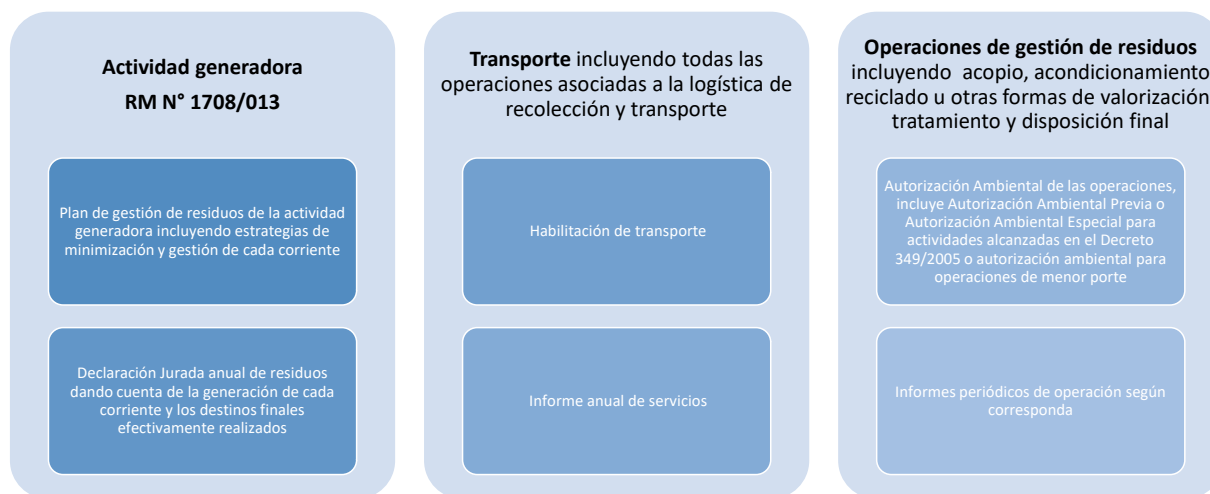 Actividad generadora
RM N° 1708/013
Plan de gestión de residuos de la actividad
generadora incluyendo estrategias de
minimización y gestión de cada corriente
Declaración Jurada anual de residuos
dando cuenta de la generación de cada
corriente y los destinos finales
efectivamente realizados
Transporte incluyendo todas las
operaciones asociadas a la logística de
recolección y transporte
Habilitación de transporte
Informe anual de servicios
Operaciones de gestión de residuos
incluyendo acopio, acondicionamiento
reciclado u otras formas de valorización
tratamiento y disposición final
Autorización Ambiental de las operaciones,
incluye Autorización Ambiental Previa o
Autorización Ambiental Especial para
actividades alcanzadas en el Decreto
349/2005 o autorización ambiental para
operaciones de menor porte
Informes periódicos de operación según
corresponda